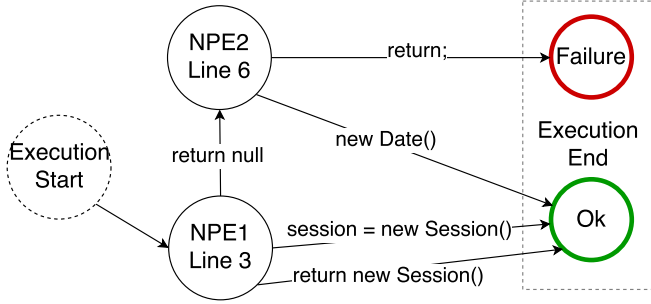 NPE2
Line 6
return;
Failure
Execution
Start
return null
new Date()
Execution
End
NPE1
Line 3
session = new Session()
Ok
return new Session()